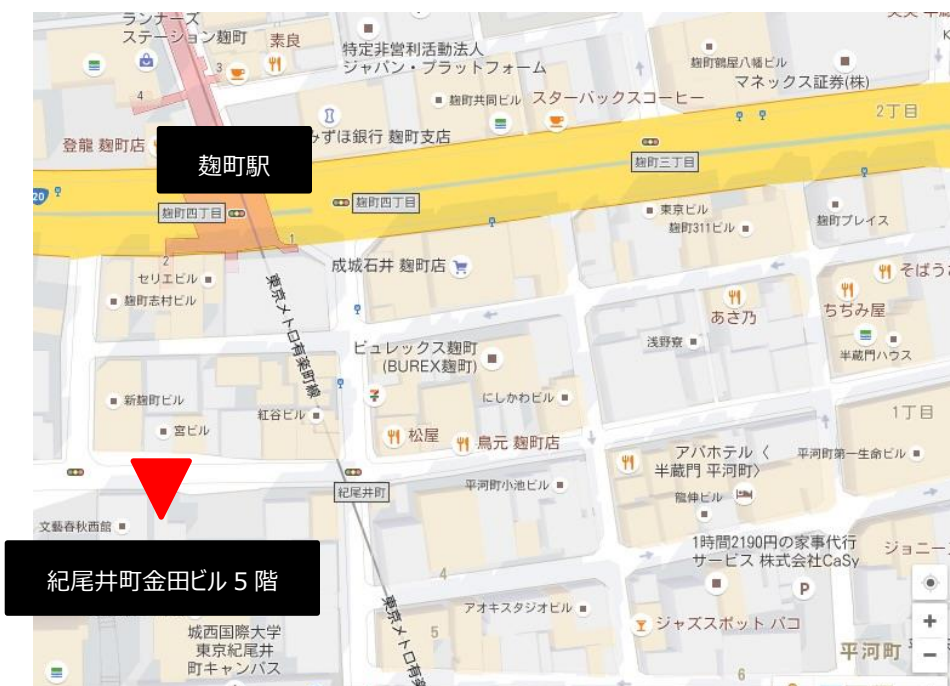 ランナーズ
ステーション麹町
素良
特定非営利活動法人
ジャパン・プラットフォーム
麹町鶴屋八幡ビル
マネックス証券(株)
3
4
麹町共同ビル
スターバックスコーヒー
2丁目
みずほ銀行 麹町支店
登龍 麹町店
麹町駅
麹町三丁目
20
麹町四丁目
麹町四丁目
東京ビル
麹町311ビル
麹町プレイス
1
2
セリエビル
成城石井 麹町店
そばう
麹町志村ビル
東京メトロ有楽町線
あさ乃
ちぢみ屋
浅野寮
半蔵門ハウス
ビュレックス麹町
(BUREX麹町)
新麹町ビル
紅谷ビル
にしかわビル
1丁目
宮ビル
松屋
鳥元 麹町店
アパホテル〈
半蔵門 平河町〉
平河町第一生命ビル
紀尾井町
平河町小池ビル
龍伸ビル
文藝春秋西館
1時間2190円の家事代行
サービス 株式会社CaSy
ジョニー
紀尾井町金田ビル 5 階
4
P
アオキスタジオビル
ジャズスポット バコ
東京メトロ有
城西国際大学
東京紀尾井
町キャンパス
5
平河町
6
+
−